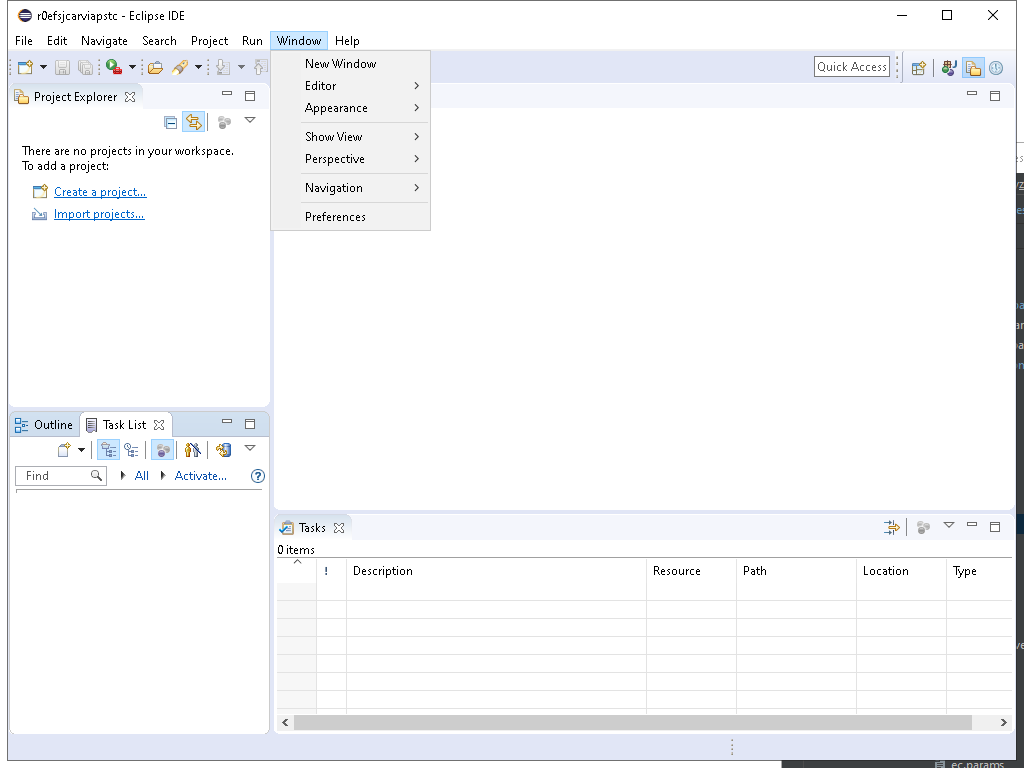 r0efsjcarviapstc - Eclipse IDE
File Edit Navigate Search Project Run Window Help
New Window
Editor
Appearance
Show View
Perspective
Navigation
Preferences
Quick Access
Project Explorer
There are no projects in your workspace.
To add a project:
Create a project...
Import projects...
Outline Task List
Find All Activate...
Tasks
0 items
! Description Resource Path Location Type
ec.params